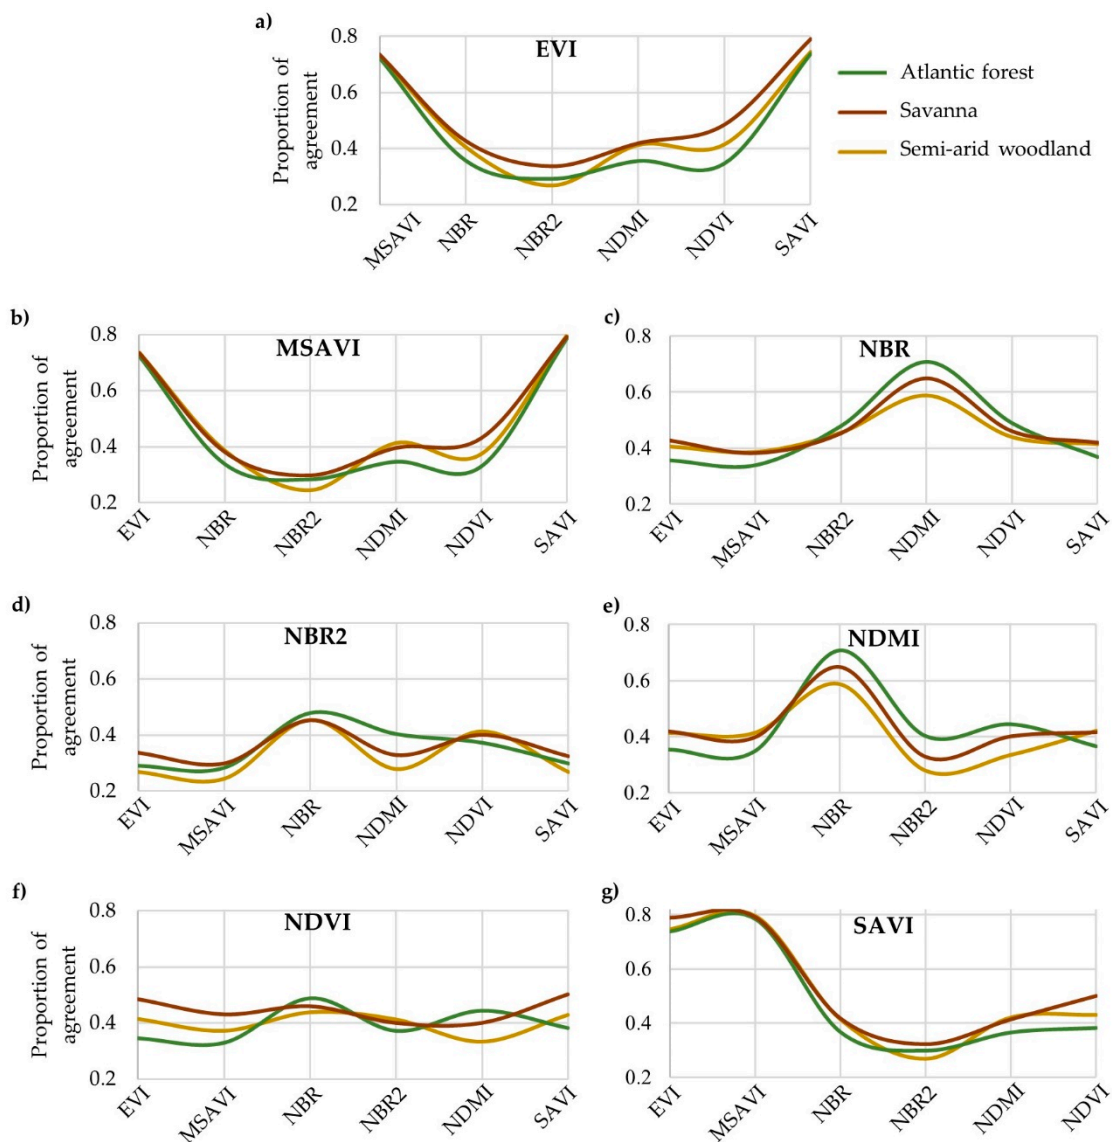 a)
EVI
0.8
0.6
0.4
0.2
Proportion of
agreement
MSAVI
NBR
NBR2
NDMI
NDVI
SAVI
Atlantic forest
Savanna
Semi-arid woodland
b)
MSAVI
0.8
0.6
0.4
0.2
Proportion of
agreement
EVI
NBR
NBR2
NDMI
NDVI
SAVI
c)
NBR
0.8
0.6
0.4
0.2
EVI
MSAVI
NBR2
NDMI
NDVI
SAVI
d)
NBR2
0.8
0.6
0.4
0.2
Proportion of
agreement
EVI
MSAVI
NBR
NDMI
NDVI
SAVI
e)
NDMI
0.8
0.6
0.4
0.2
EVI
MSAVI
NBR
NBR2
NDVI
SAVI
f)
NDVI
0.8
0.6
0.4
0.2
Proportion of
agreement
EVI
MSAVI
NBR
NBR2
NDMI
SAVI
g)
SAVI
0.8
0.6
0.4
0.2
EVI
MSAVI
NBR
NBR2
NDMI
NDVI